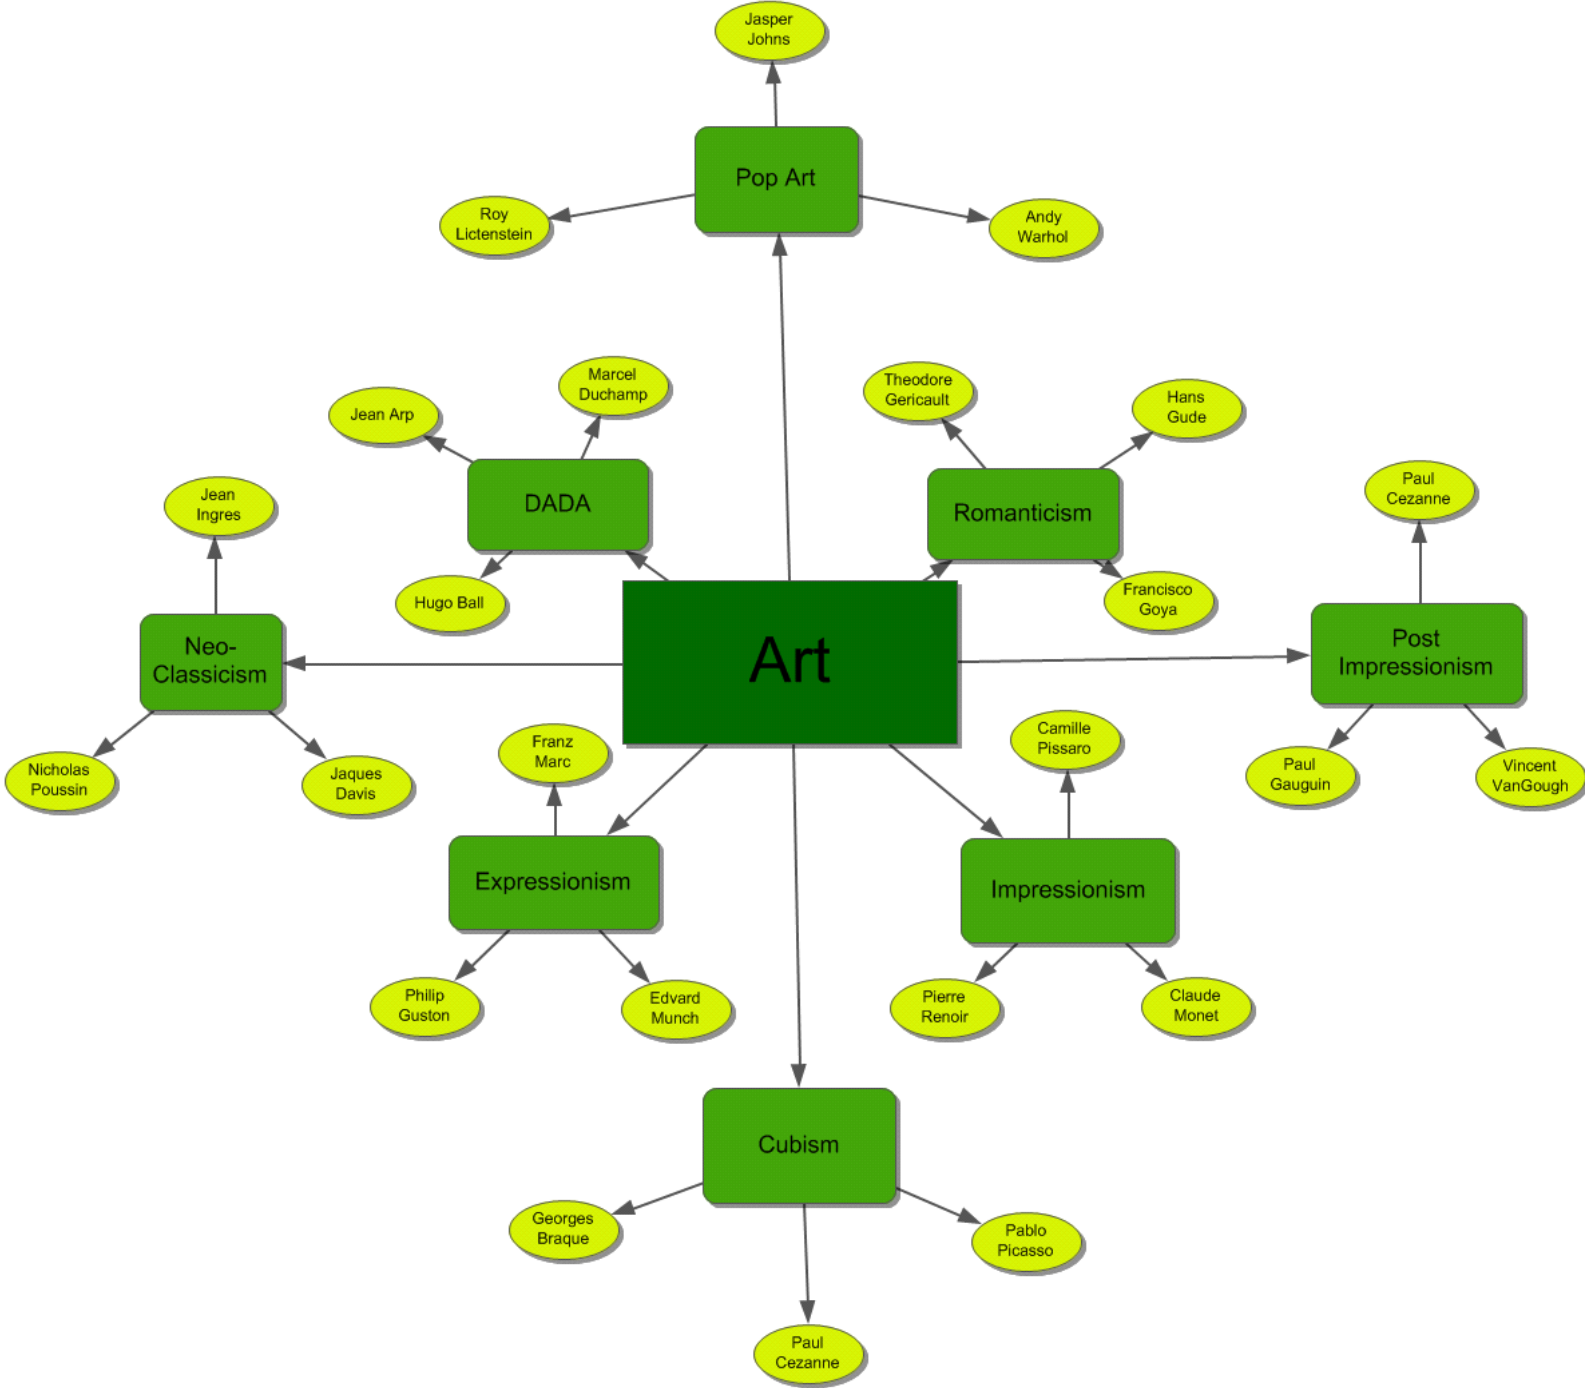 Jasper
Johns
Pop Art
Roy
Lictenstein
Andy
Warhol
Marcel
Duchamp
Jean Arp
DADA
Hugo Ball
Theodore
Gericault
Hans
Gude
Romanticism
Francisco
Goya
Jean
Ingres
Neo-
Classicism
Nicholas
Poussin
Jaques
Davis
Art
Paul
Cezanne
Post
Impressionism
Paul
Gauguin
Vincent
VanGough
Franz
Marc
Expressionism
Philip
Guston
Edvard
Munch
Camille
Pissaro
Impressionism
Pierre
Renoir
Claude
Monet
Cubism
Georges
Braque
Pablo
Picasso
Paul
Cezanne